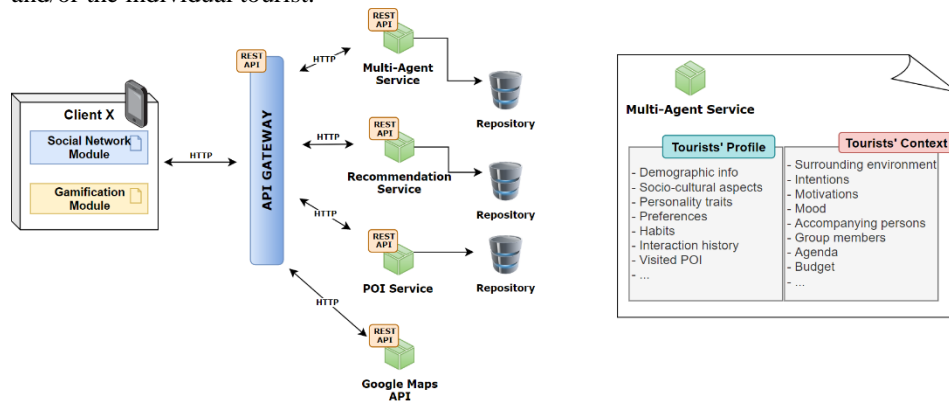 and/or the individual tourist.
Client X
Social Network
Module
Gamification
Module
HTTP
REST
API
API GATEWAY
HTTP
REST
API
Multi-Agent
Service
Repository
HTTP
REST
API
Recommendation
Service
Repository
HTTP
REST
API
POI Service
Repository
HTTP
REST
API
Google Maps
API
Multi-Agent Service
Tourists' Profile
- Demographic info
- Socio-cultural aspects
- Personality traits
- Preferences
- Habits
- Interaction history
- Visited POI
- ...
Tourists' Context
- Surrounding environment
- Intentions
- Motivations
- Mood
- Accompanying persons
- Group members
- Agenda
- Budget
- ...